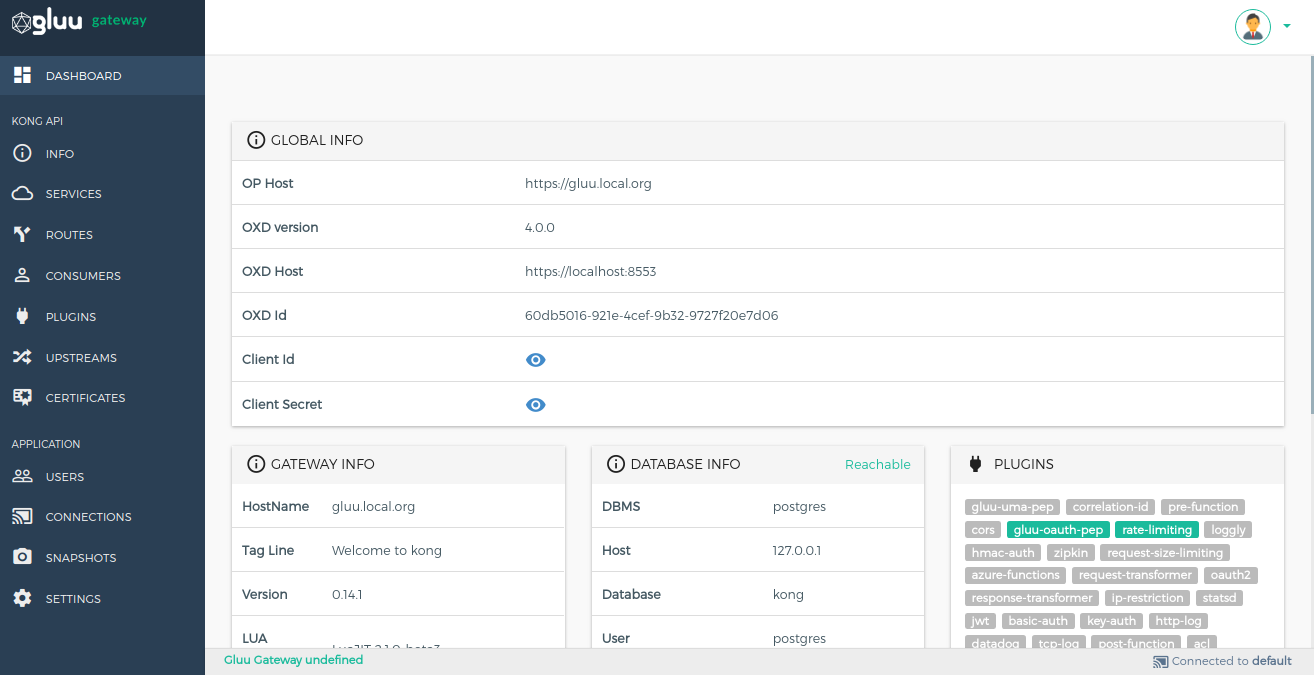 gluu gateway
DASHBOARD
KONG API
INFO
SERVICES
ROUTES
CONSUMERS
PLUGINS
UPSTREAMS
CERTIFICATES
APPLICATION
USERS
CONNECTIONS
SNAPSHOTS
SETTINGS
GLOBAL INFO
OP Host https://gluu.local.org
OXD version 4.0.0
OXD Host https://localhost:8553
OXD Id 60db5016-921e-4cef-9b32-9727f20e7d06
Client Id
Client Secret
GATEWAY INFO
HostName gluu.local.org
Tag Line Welcome to kong
Version 0.14.1
LUA LuaJIT 2.1.0-beta3
DATABASE INFO Reachable
DBMS postgres
Host 127.0.0.1
Database kong
User postgres
PLUGINS
gluu-uma-pep correlation-id pre-function
cors gluu-oauth-pep rate-limiting loggly
hmac-auth zipkin request-size-limiting
azure-functions request-transformer oauth2
response-transformer ip-restriction statsd
jwt basic-auth key-auth http-log
datadog tcp-log post-function acl
Gluu Gateway undefined
Connected to default